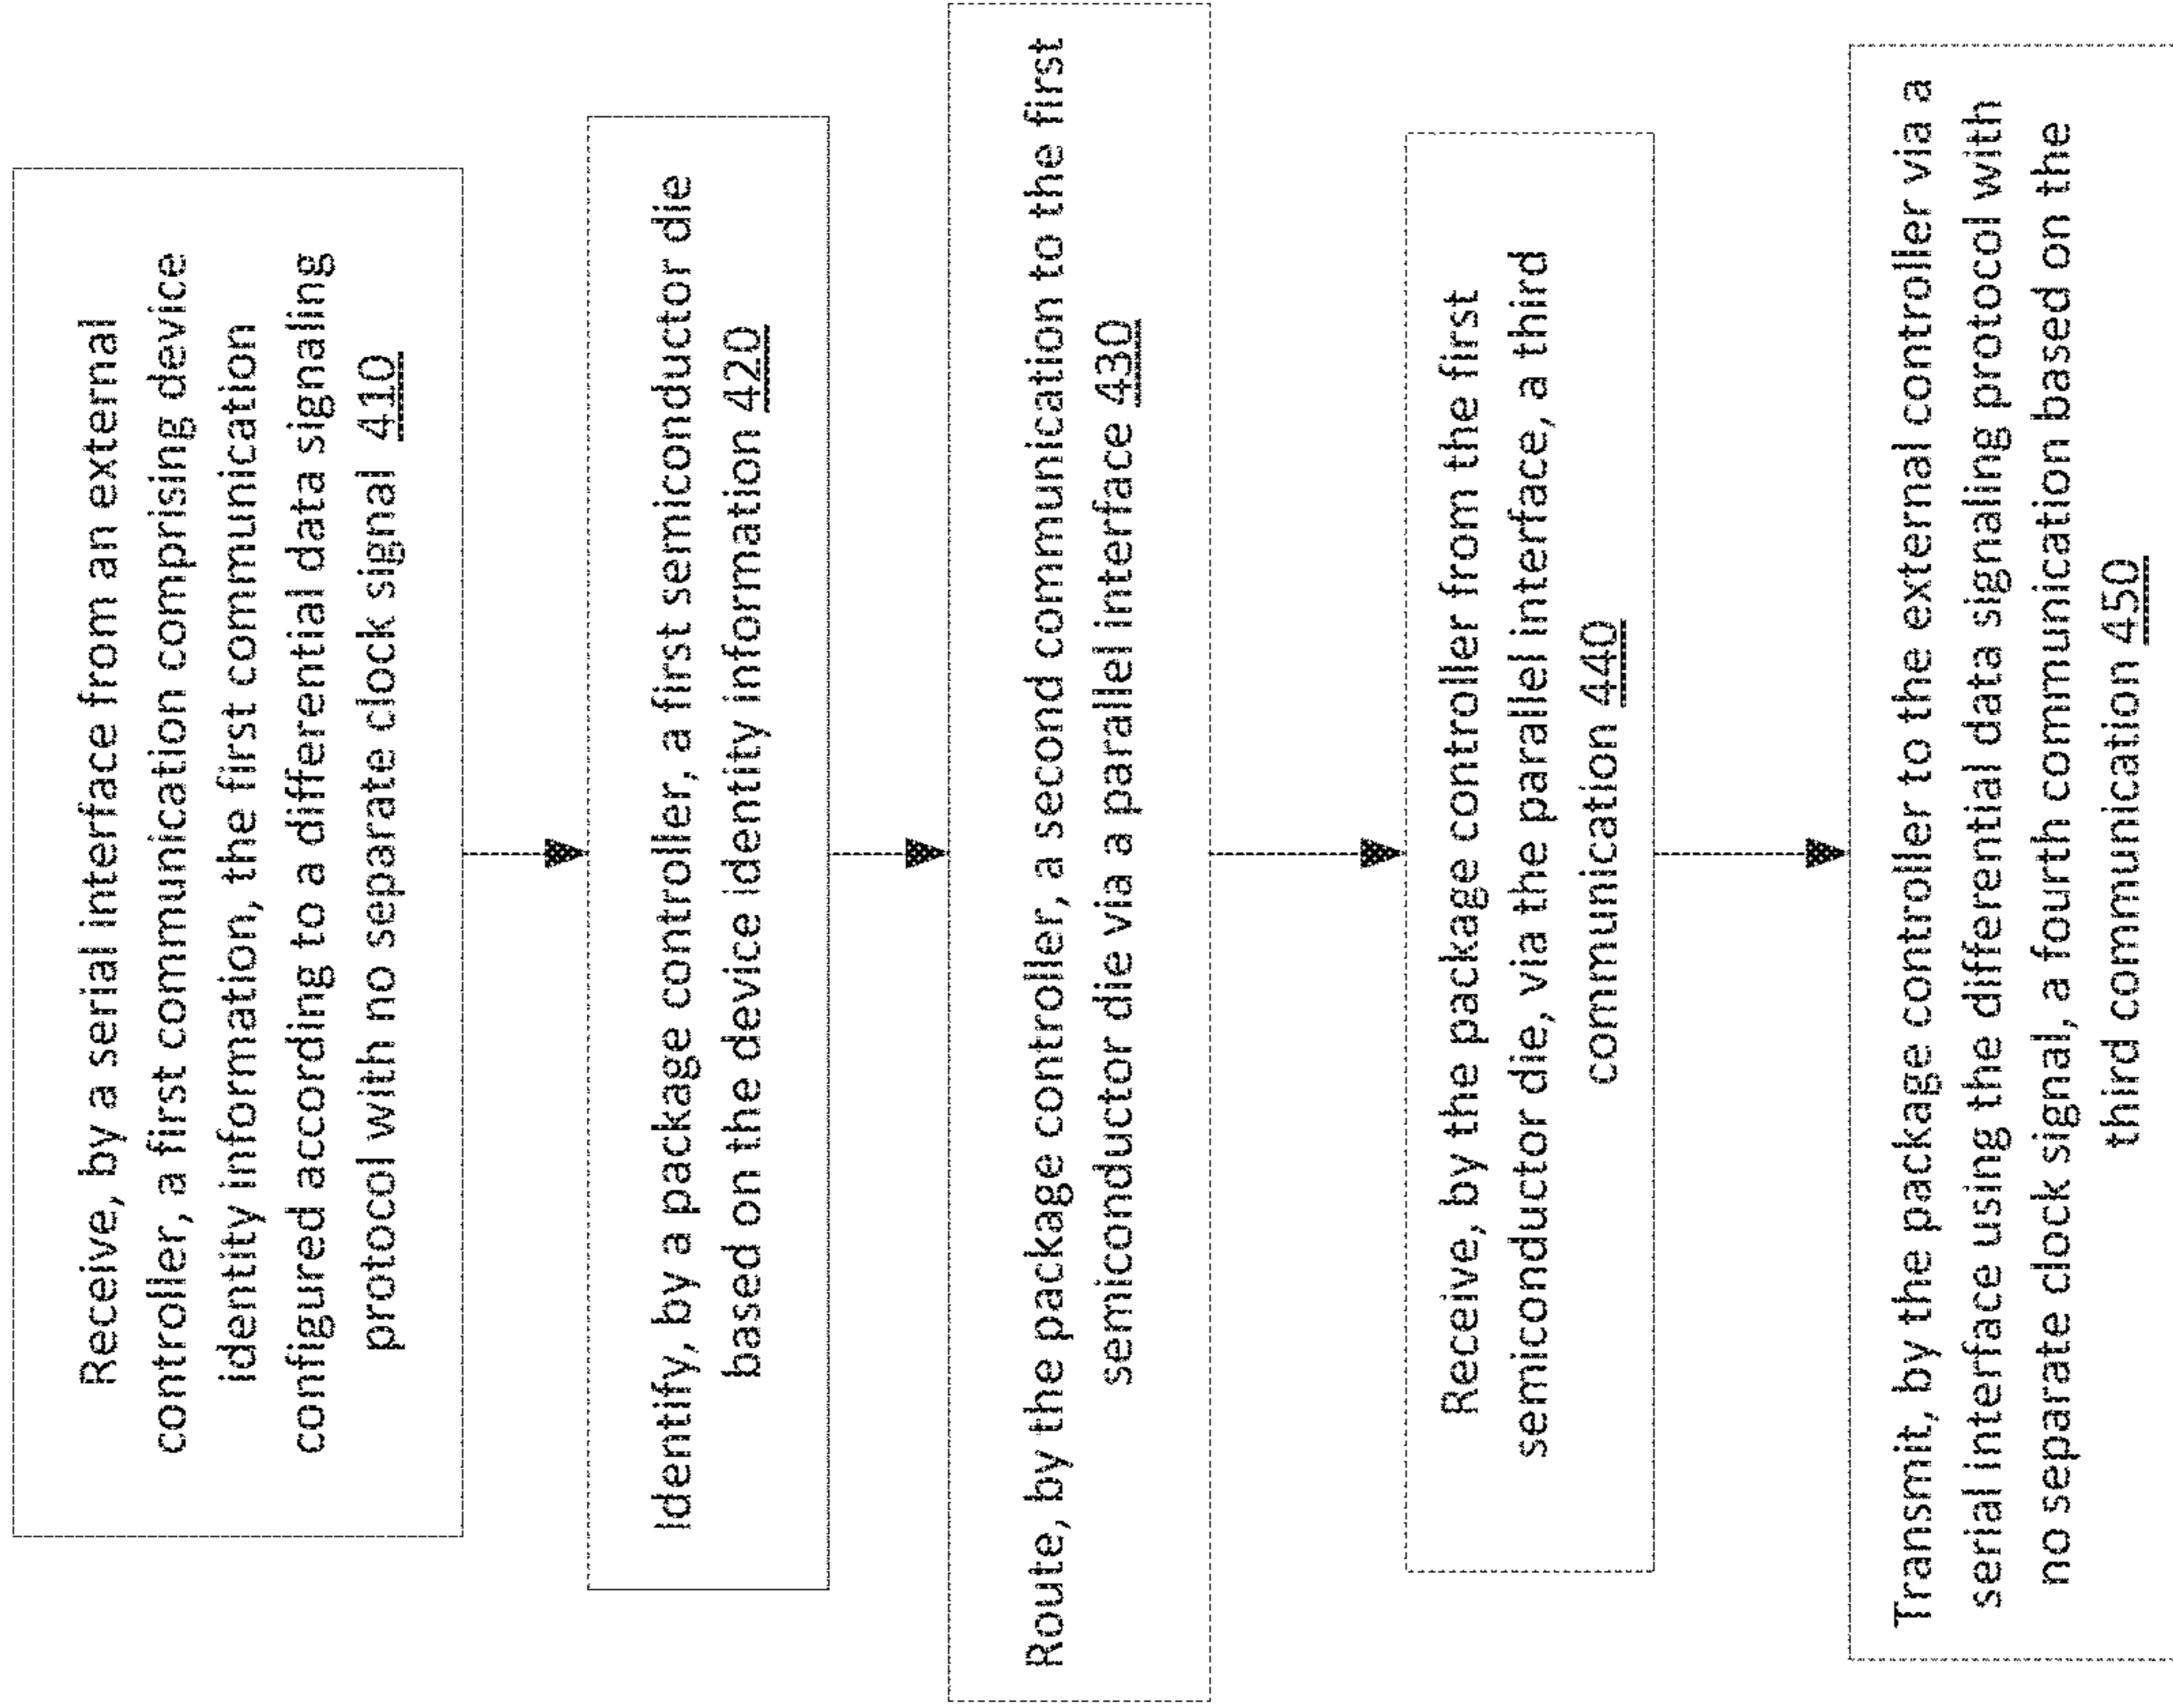 Receive, by a serial interface from an external
controller, a first communication comprising device
identity information, the first communication
configured according to a differential data signaling
protocol with no separate clock signal 410
Identify, by a package controller, a first semiconductor die
based on the device identity information 420
Route, by the package controller, a second communication to the first
semiconductor die via a parallel interface 430
Receive, by the package controller from the first
semiconductor die, via the parallel interface, a third
communication 440
Transmit, by the package controller to the external controller via a
serial interface using the differential data signaling protocol with
no separate clock signal, a fourth communication based on the
third communication 450